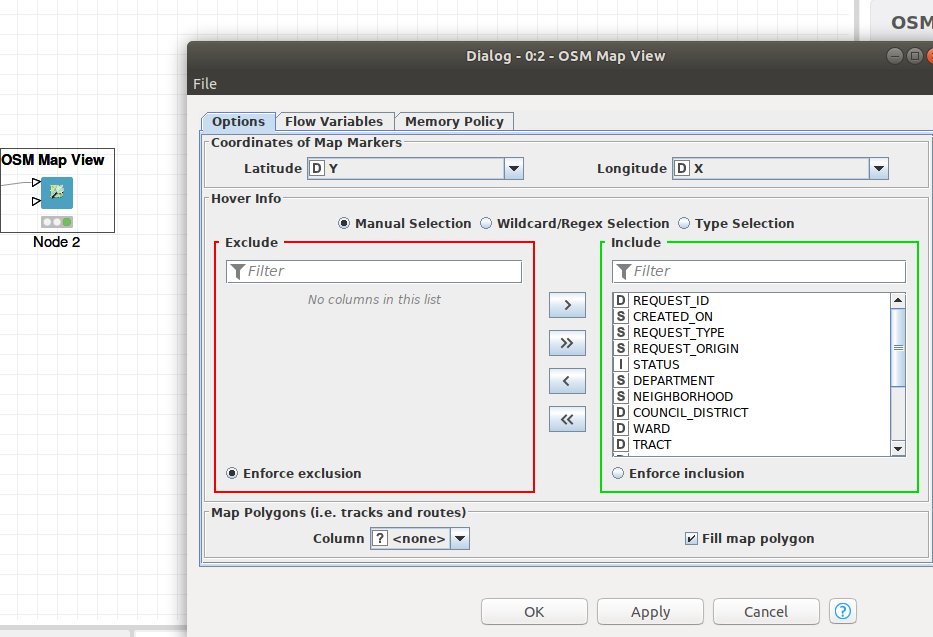 OSM
Dialog - 0:2 - OSM Map View
File
Options Flow Variables Memory Policy
OSM Map View
Node 2
Coordinates of Map Markers
Latitude D Y Longitude D X
Hover Info
Manual Selection Wildcard/Regex Selection Type Selection
Exclude
Filter
No columns in this list
Enforce exclusion
>
>>
<
<<
Include
Filter
D REQUEST_ID
S CREATED_ON
S REQUEST_TYPE
S REQUEST_ORIGIN
I STATUS
S DEPARTMENT
S NEIGHBORHOOD
D COUNCIL_DISTRICT
D WARD
D TRACT
Enforce inclusion
Map Polygons (i.e. tracks and routes)
Column ? <none> Fill map polygon
OK Apply Cancel ?